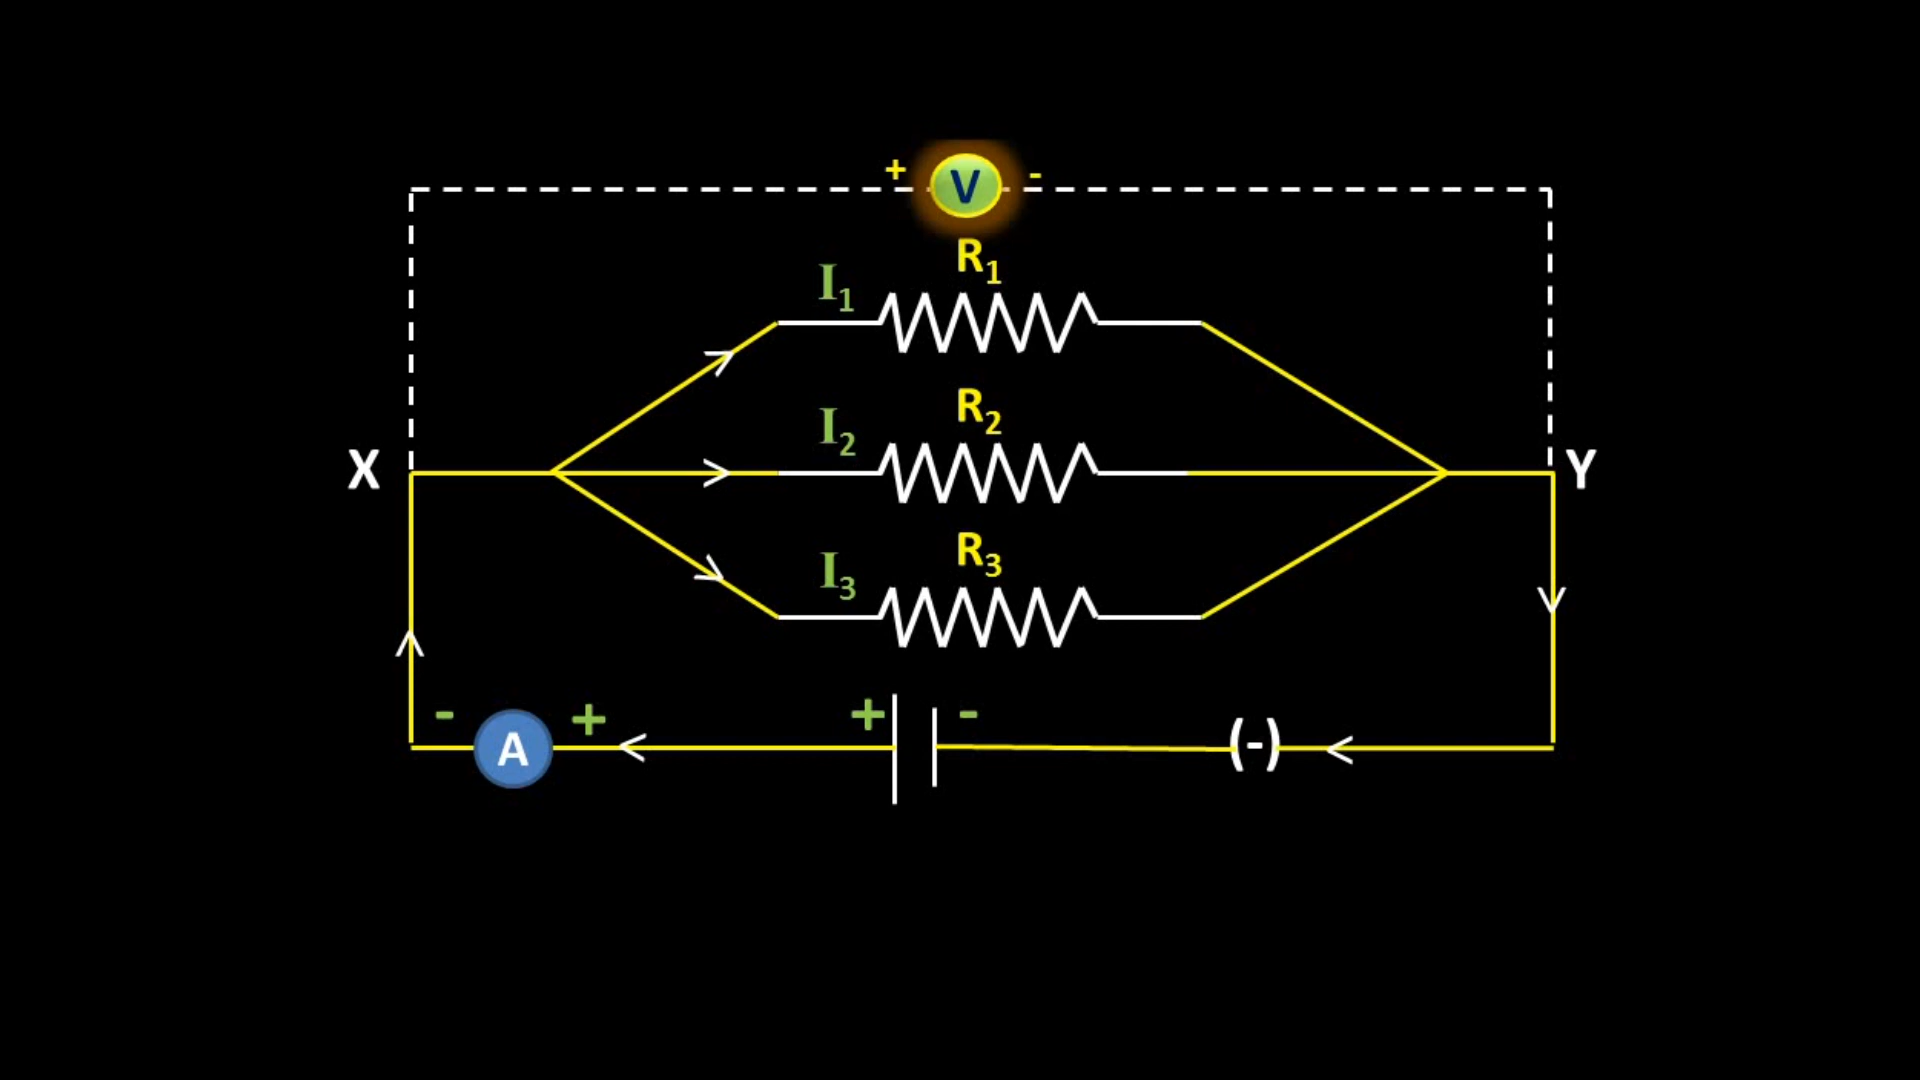 + V -
R₁
I₁
R₂
I₂
X Y
R₃
I₃
- A + + - (-)